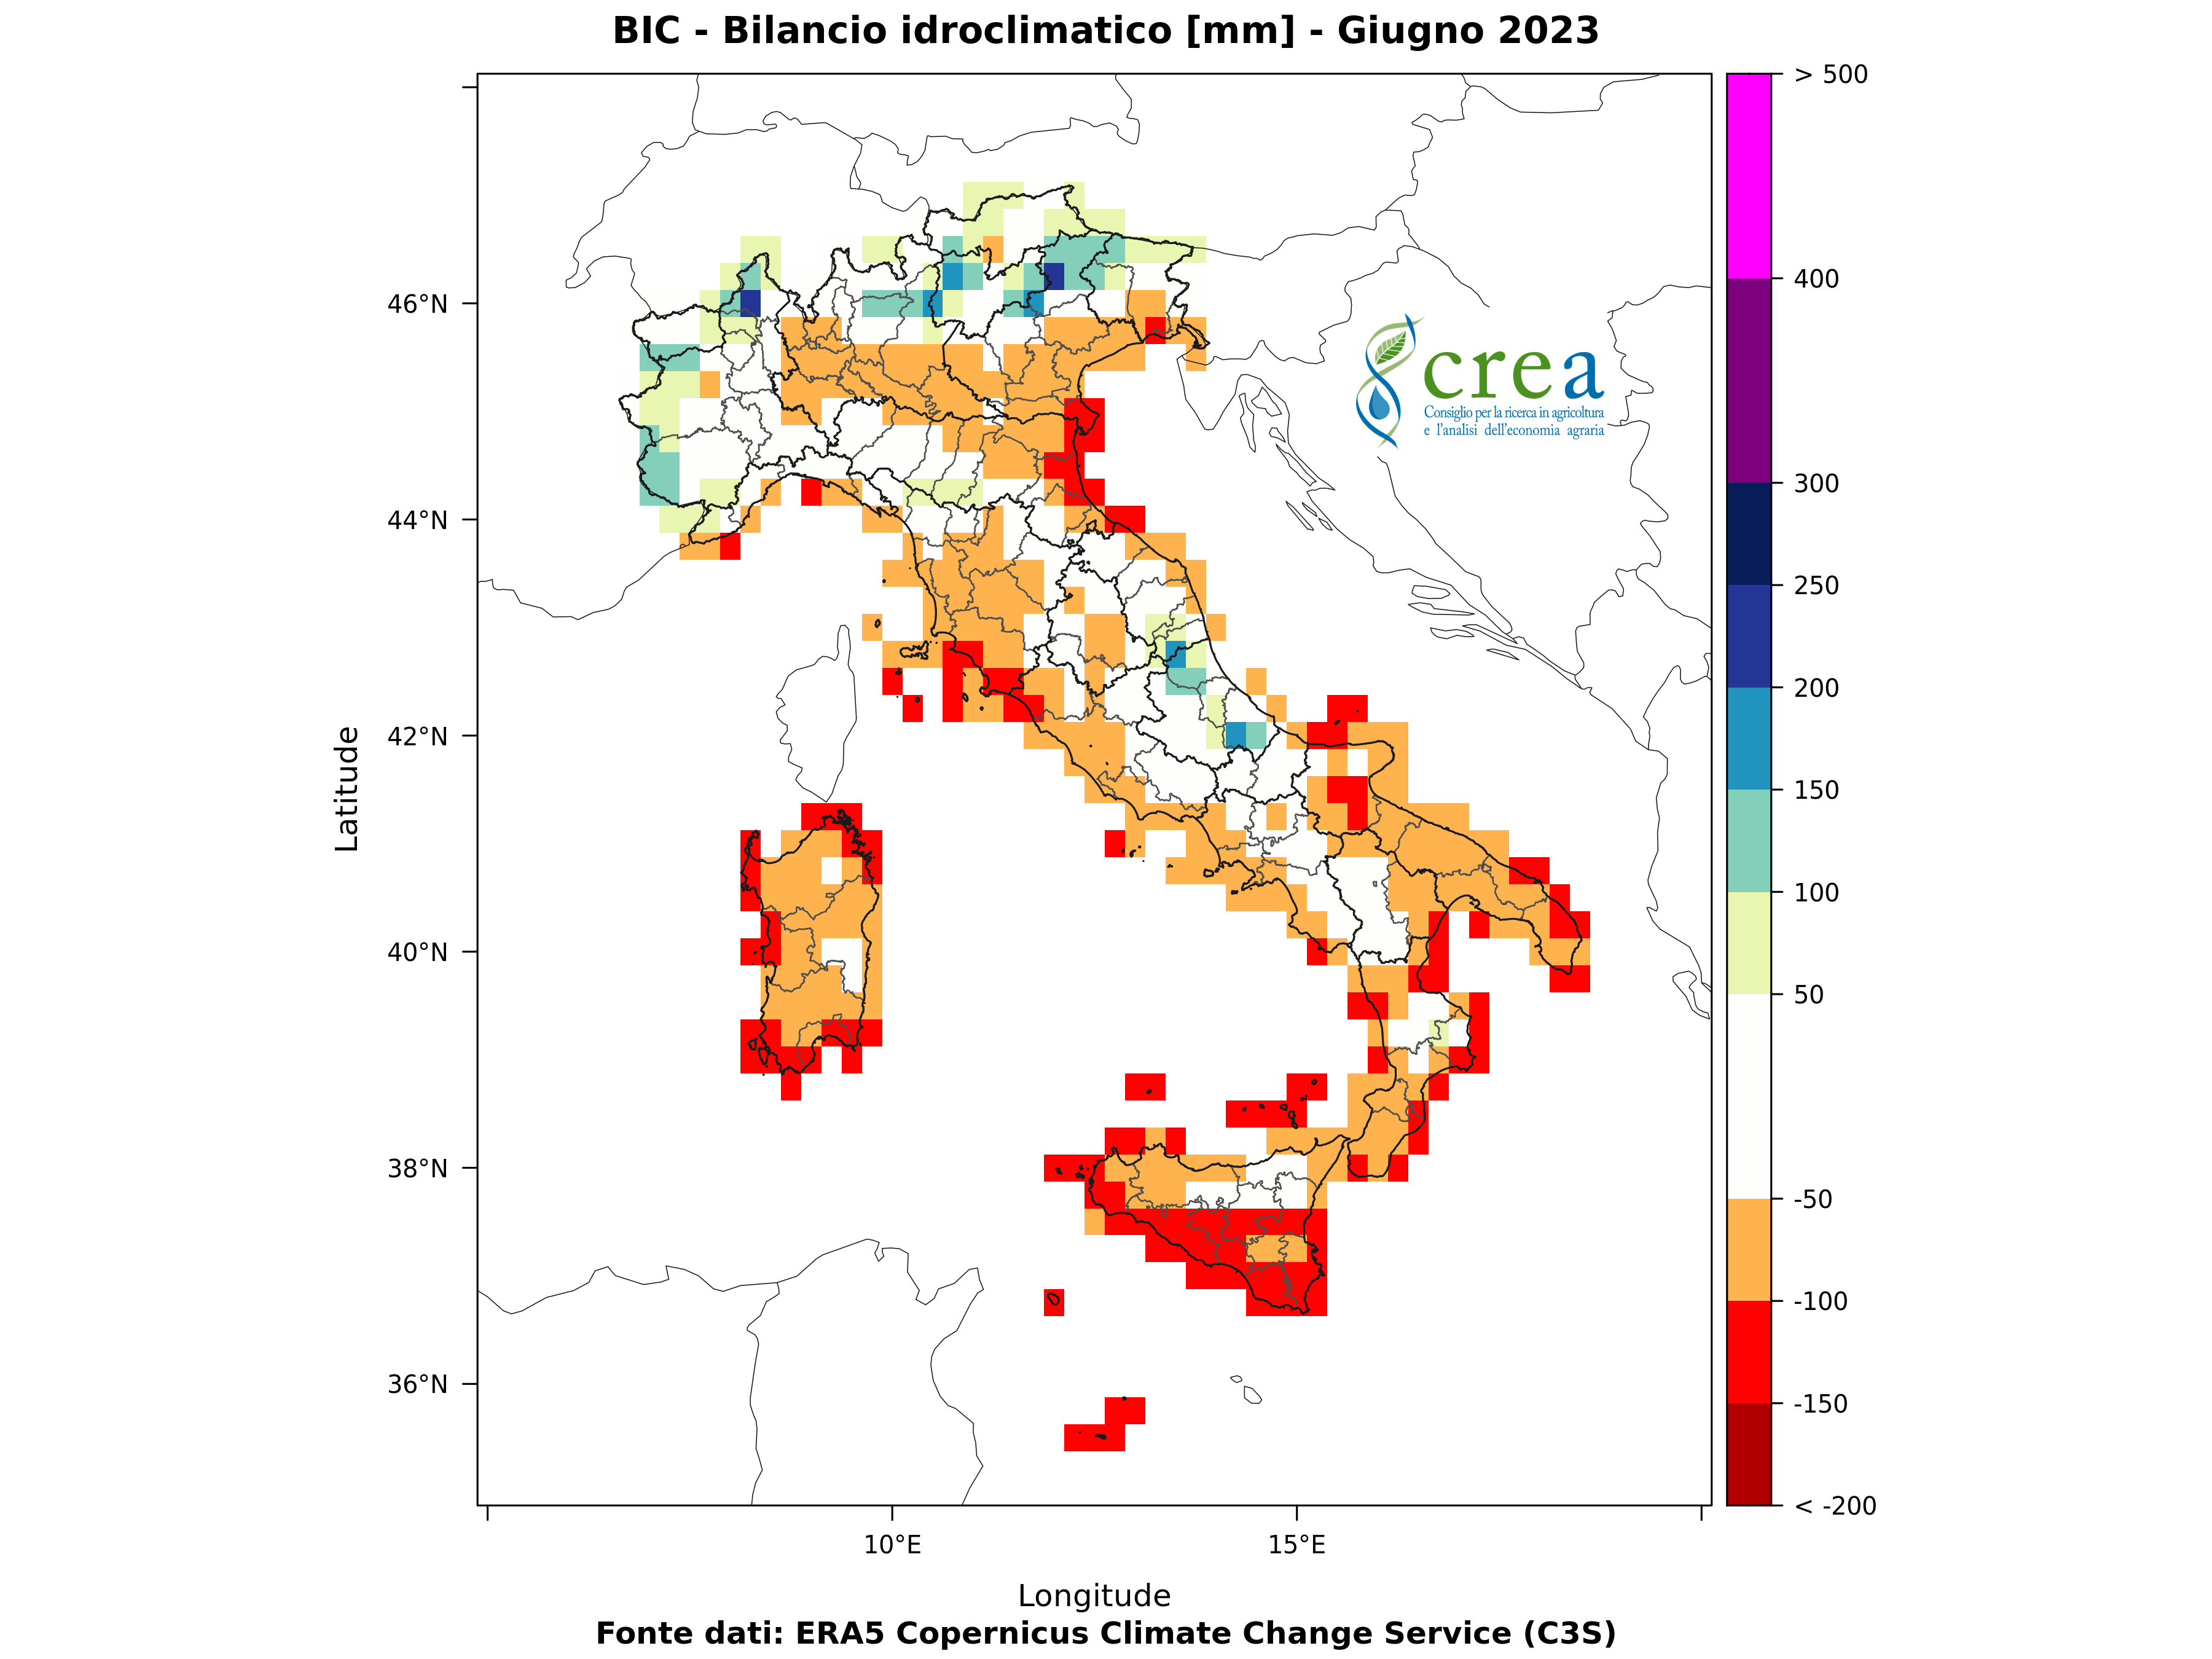 BIC - Bilancio idroclimatico [mm] - Giugno 2023
> 500
400
300
250
200
150
100
50
-50
-100
-150
< -200
crea
Consiglio per la ricerca in agricoltura
e l'analisi dell'economia agraria
Latitude
46°N
44°N
42°N
40°N
38°N
36°N
10°E
15°E
Longitude
Fonte dati: ERA5 Copernicus Climate Change Service (C3S)